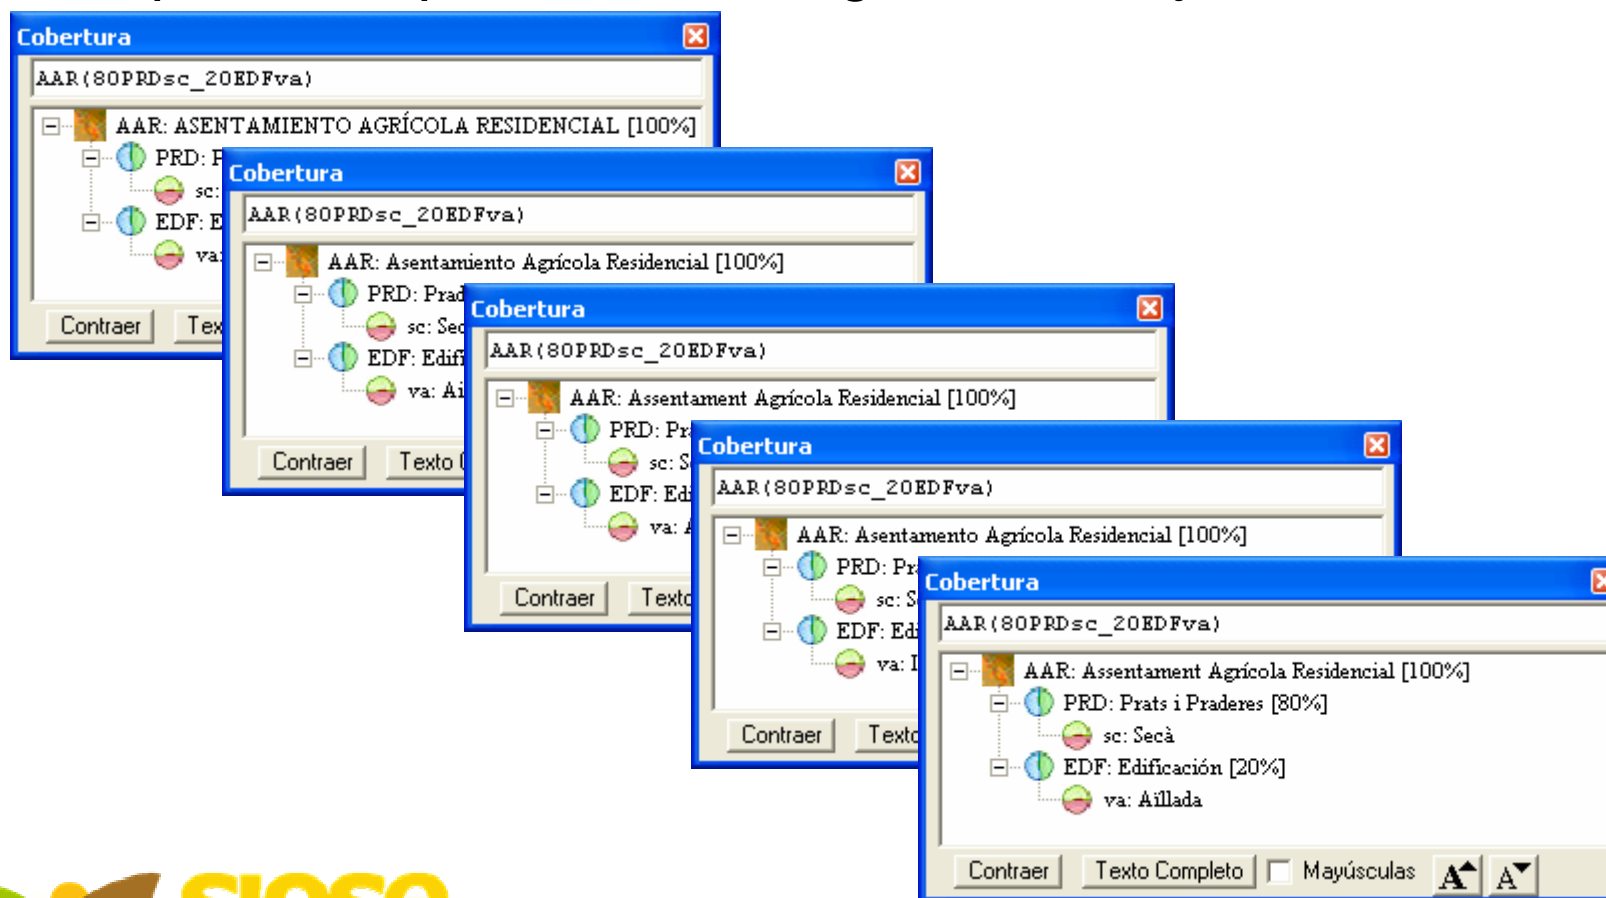 Cobertura
AAR(80PRDsc_20EDFva)
AAR: ASENTAMIENTO AGRÍCOLA RESIDENCIAL [100%]
PRD:
sc:
EDF:
va:
Contraer
Cobertura
AAR(80PRDsc_20EDFva)
AAR: Asentamiento Agrícola Residencial [100%]
PRD:
sc:
EDF:
va:
Contraer Texto
Cobertura
AAR(80PRDsc_20EDFva)
AAR: Assentament Agrícola Residencial [100%]
PRD:
sc:
EDF:
va:
Contraer Texto
Cobertura
AAR(80PRDsc_20EDFva)
AAR: Asentamento Agrícola Residencial [100%]
PRD:
sc:
EDF:
va:
Contraer Texto
Cobertura
AAR(80PRDsc_20EDFva)
AAR: Assentament Agrícola Residencial [100%]
PRD: Prats i Praderes [80%]
sc: Secà
EDF: Edificación [20%]
va: Aïllada
Contraer Texto Completo Mayúsculas A A